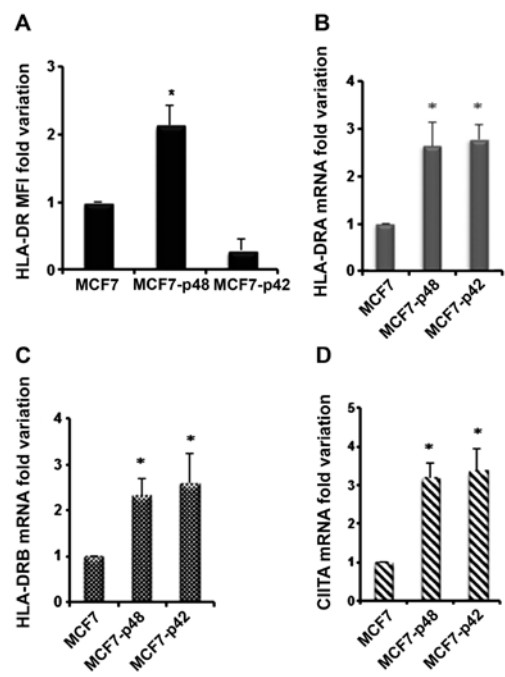 A
HLA-DR MFI fold variation
3
2
1
0
*
MCF7 MCF7-p48 MCF7-p42
B
HLA-DRA mRNA fold variation
4
3
2
1
0
* *
MCF7
MCF7-p48
MCF7-p42
C
HLA-DRB mRNA fold variation
4
3
2
1
0
* *
MCF7
MCF7-p48
MCF7-p42
D
CIITA mRNA fold variation
5
4
3
2
1
0
* *
MCF7
MCF7-p48
MCF7-p42